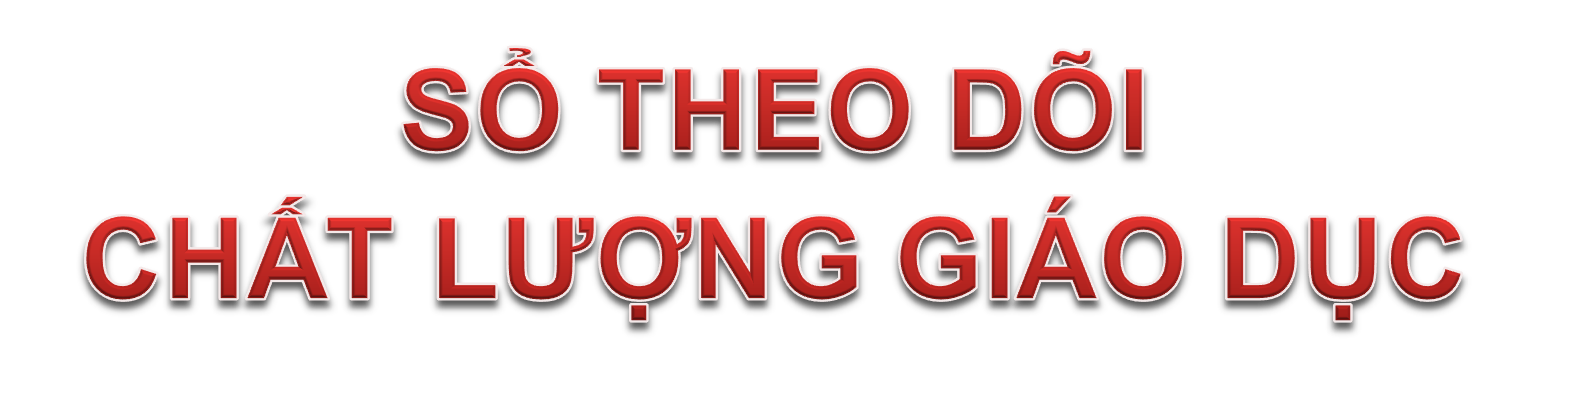 SỔ THEO DÕI
CHẤT LƯỢNG GIÁO DỤC